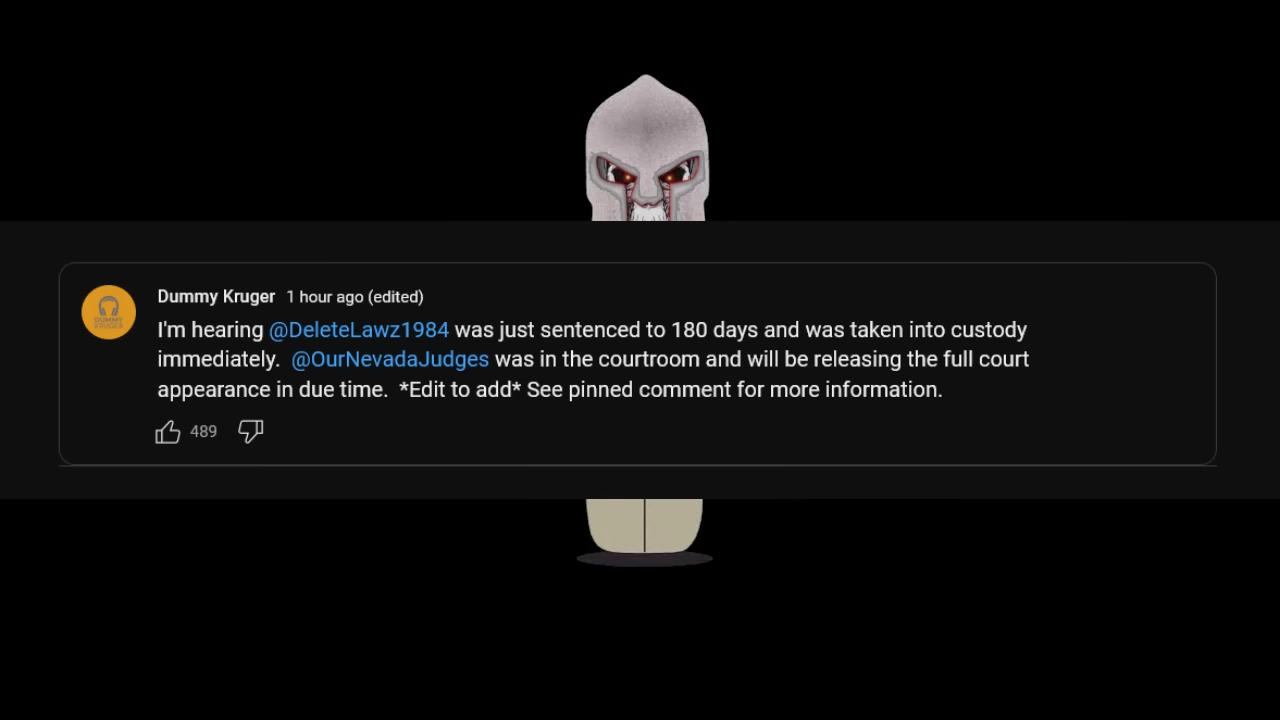 DUMMY
KRUGER
Dummy Kruger 1 hour ago (edited)
I'm hearing @DeleteLawz1984 was just sentenced to 180 days and was taken into custody
immediately. @OurNevadaJudges was in the courtroom and will be releasing the full court
appearance in due time. *Edit to add* See pinned comment for more information.
489